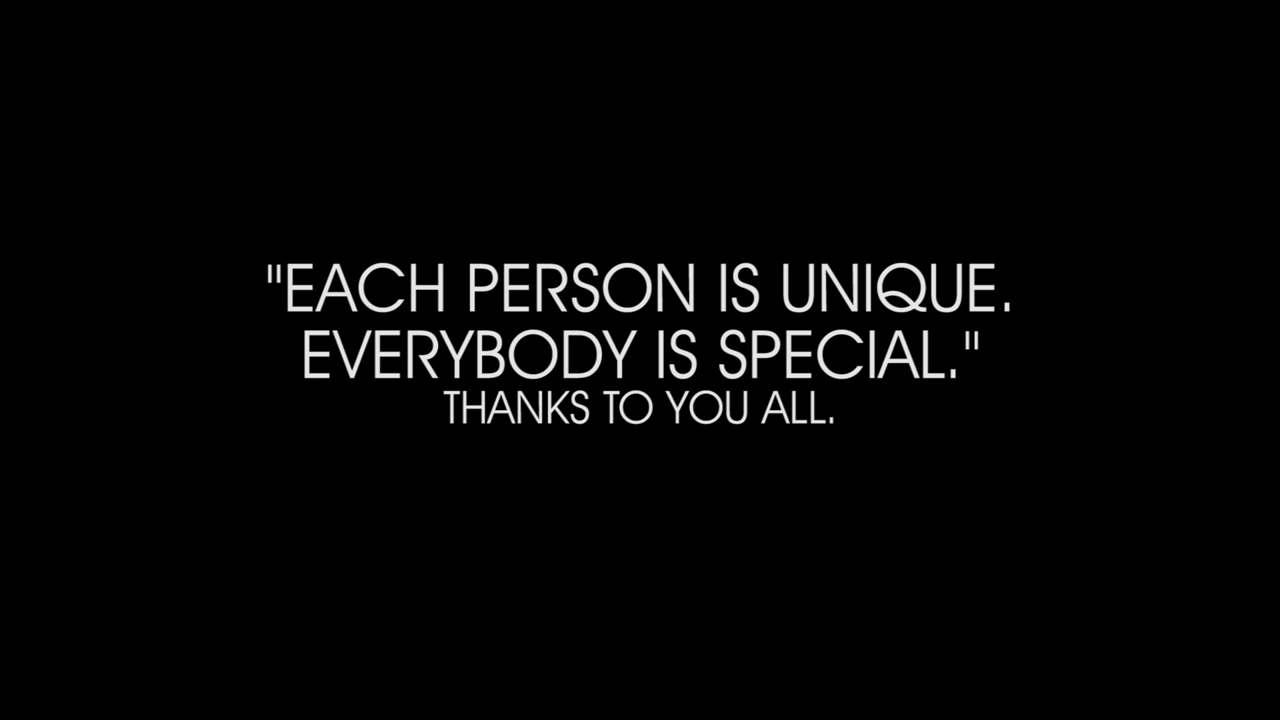 "EACH PERSON IS UNIQUE.
EVERYBODY IS SPECIAL."
THANKS TO YOU ALL.